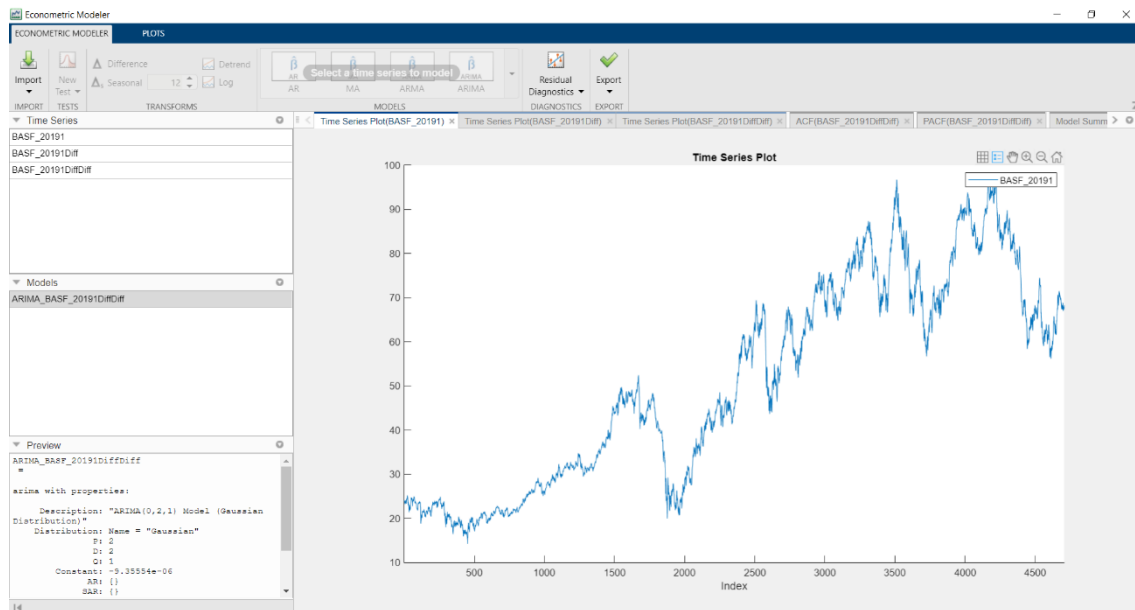 Econometric Modeler
ECONOMETRIC MODELER PLOTS
Import
New Test
Difference
Seasonal 12
Detrend
Log
AR
MA
ARMA
ARIMA
Select a time series to model
Residual Diagnostics
Export
IMPORT TESTS TRANSFORMS MODELS DIAGNOSTICS EXPORT
Time Series
BASF_20191
BASF_20191Diff
BASF_20191DiffDiff
Models
ARIMA_BASF_20191DiffDiff
Preview
ARIMA_BASF_20191DiffDiff
=
arima with properties:
Description: "ARIMA(0,2,1) Model (Gaussian
Distribution)"
Distribution: Name = "Gaussian"
P: 2
D: 2
Q: 1
Constant: -9.35554e-06
AR: {}
SAR: {}
Time Series Plot(BASF_20191) Time Series Plot(BASF_20191Diff) Time Series Plot(BASF_20191DiffDiff) ACF(BASF_20191DiffDiff) PACF(BASF_20191DiffDiff) Model Summ
Time Series Plot
BASF_20191
100
90
80
70
60
50
40
30
20
10
500 1000 1500 2000 2500 3000 3500 4000 4500
Index